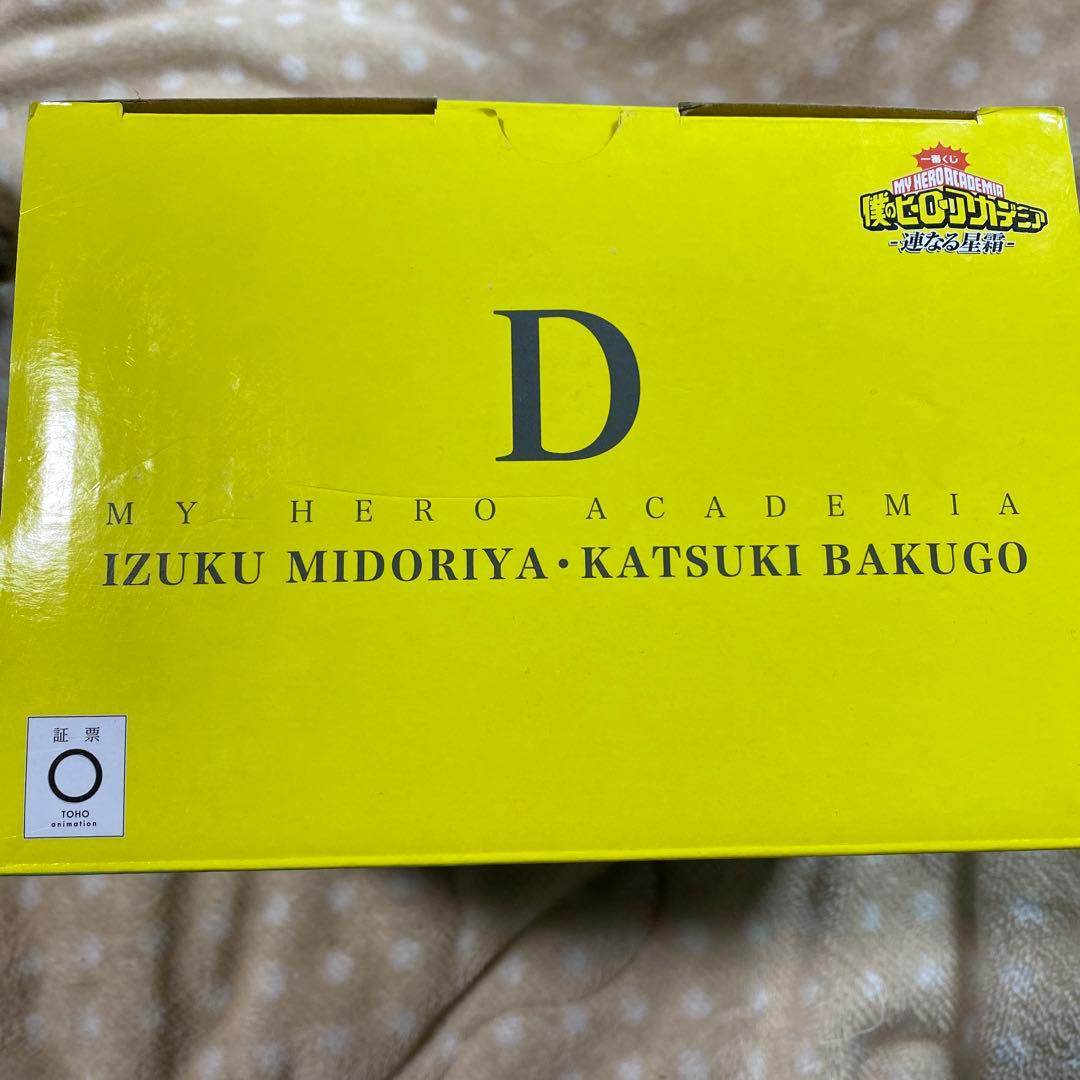 一番くじ
MY HERO ACADEMIA
僕のヒーローアカデミア
-連なる星霜-
D
MY HERO ACADEMIA
IZUKU MIDORIYA・KATSUKI BAKUGO
証票
TOHO
animation